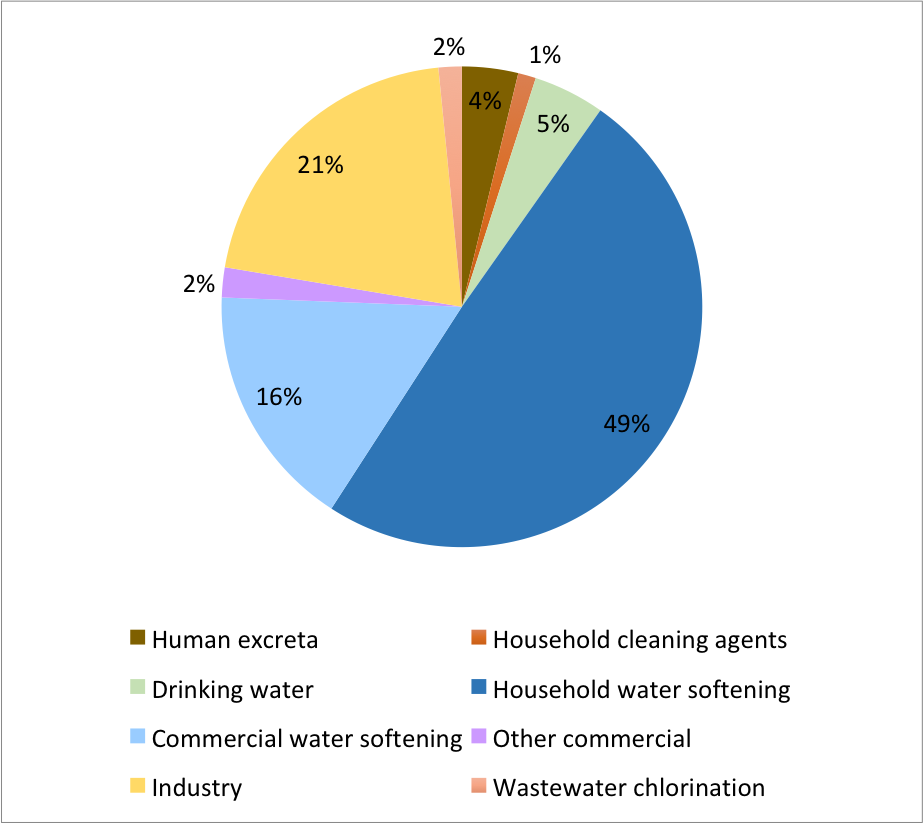 2%
1%
4%
5%
21%
2%
16%
49%
Human excreta
Household cleaning agents
Drinking water
Household water softening
Commercial water softening
Other commercial
Industry
Wastewater chlorination